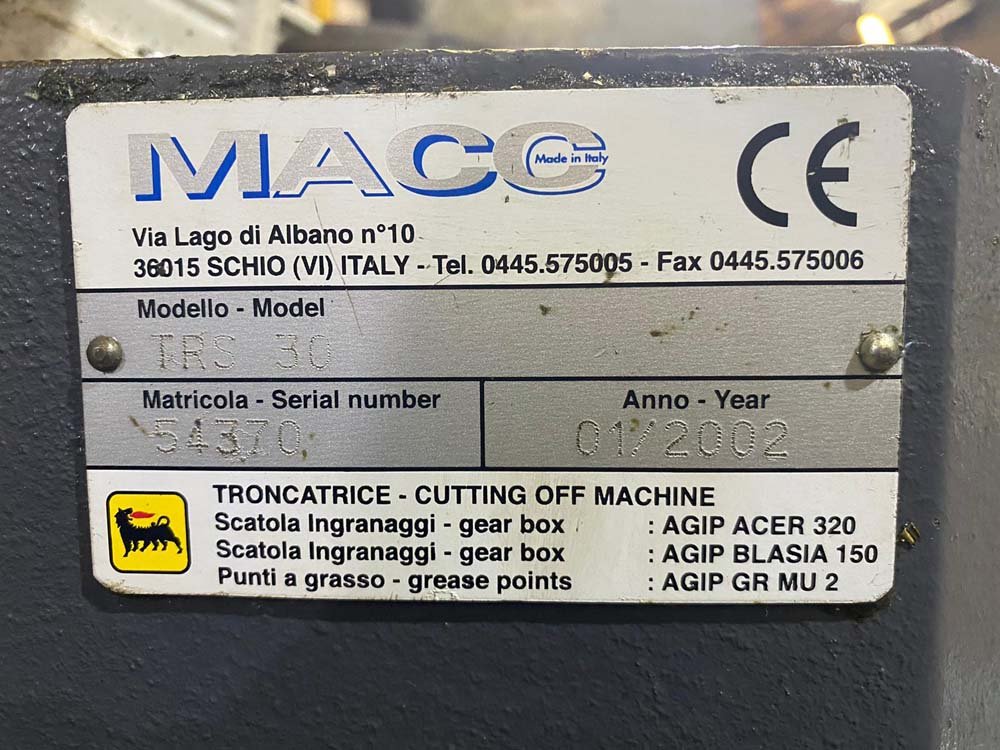 MACC
Made in Italy
CE
Via Lago di Albano n°10
36015 SCHIO (VI) ITALY - Tel. 0445.575005 - Fax 0445.575006
Modello - Model
TRS 30
Matricola - Serial number
54370
Anno - Year
01/2002
TRONCATRICE - CUTTING OFF MACHINE
Scatola Ingranaggi - gear box : AGIP ACER 320
Scatola Ingranaggi - gear box : AGIP BLASIA 150
Punti a grasso - grease points : AGIP GR MU 2